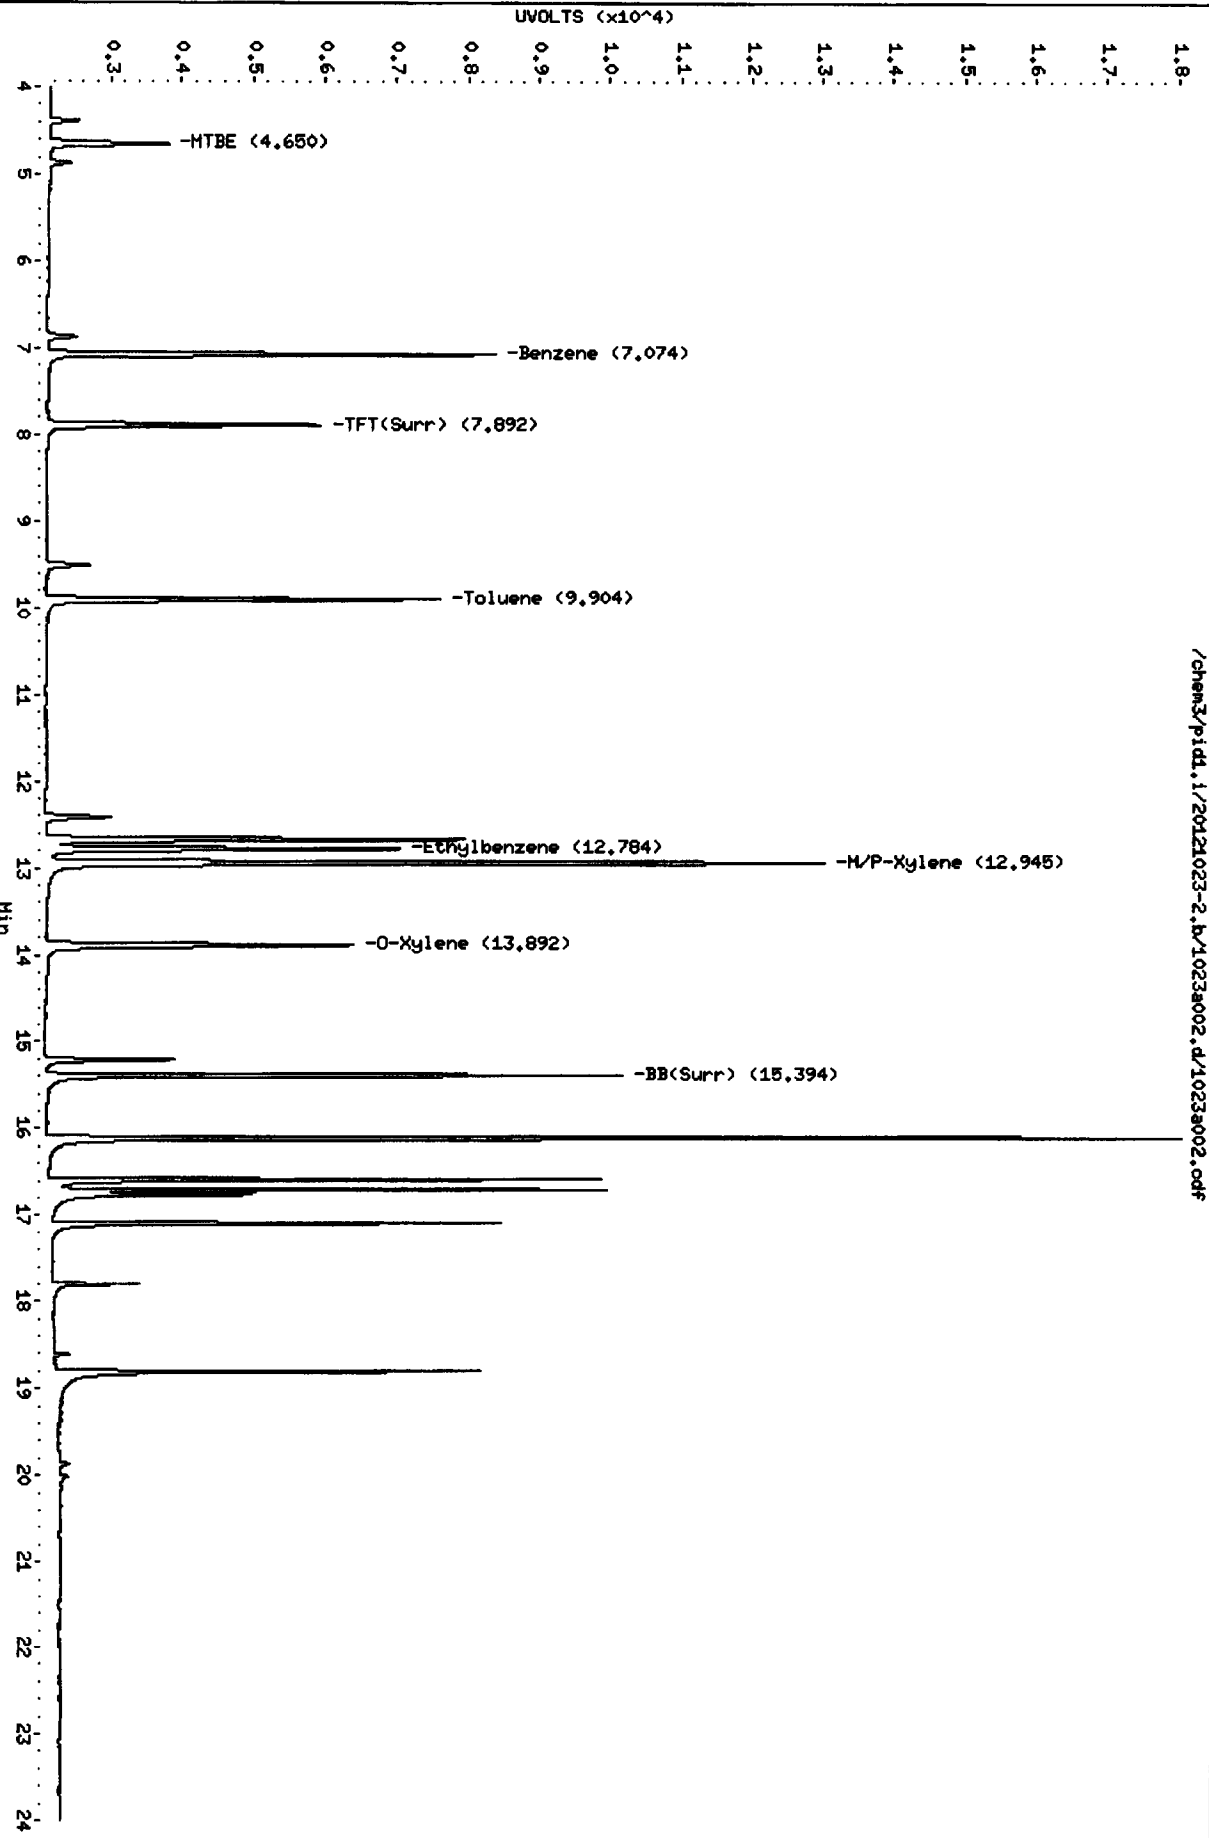 /chem3/pid1.i/20121023-2.b/1023a002.d/1023a002.cdf
UVOLTS (x10^4)
1.8
1.7
1.6
1.5
1.4
1.3
1.2
1.1
1.0
0.9
0.8
0.7
0.6
0.5
0.4
0.3
-MTBE (4.650)
-Benzene (7.074)
-TFT(Surr) (7.892)
-Toluene (9.904)
-Ethylbenzene (12.784)
-M/P-Xylene (12.945)
-O-Xylene (13.892)
-BB(Surr) (15.394)
4 5 6 7 8 9 10 11 12 13 14 15 16 17 18 19 20 21 22 23 24
Min